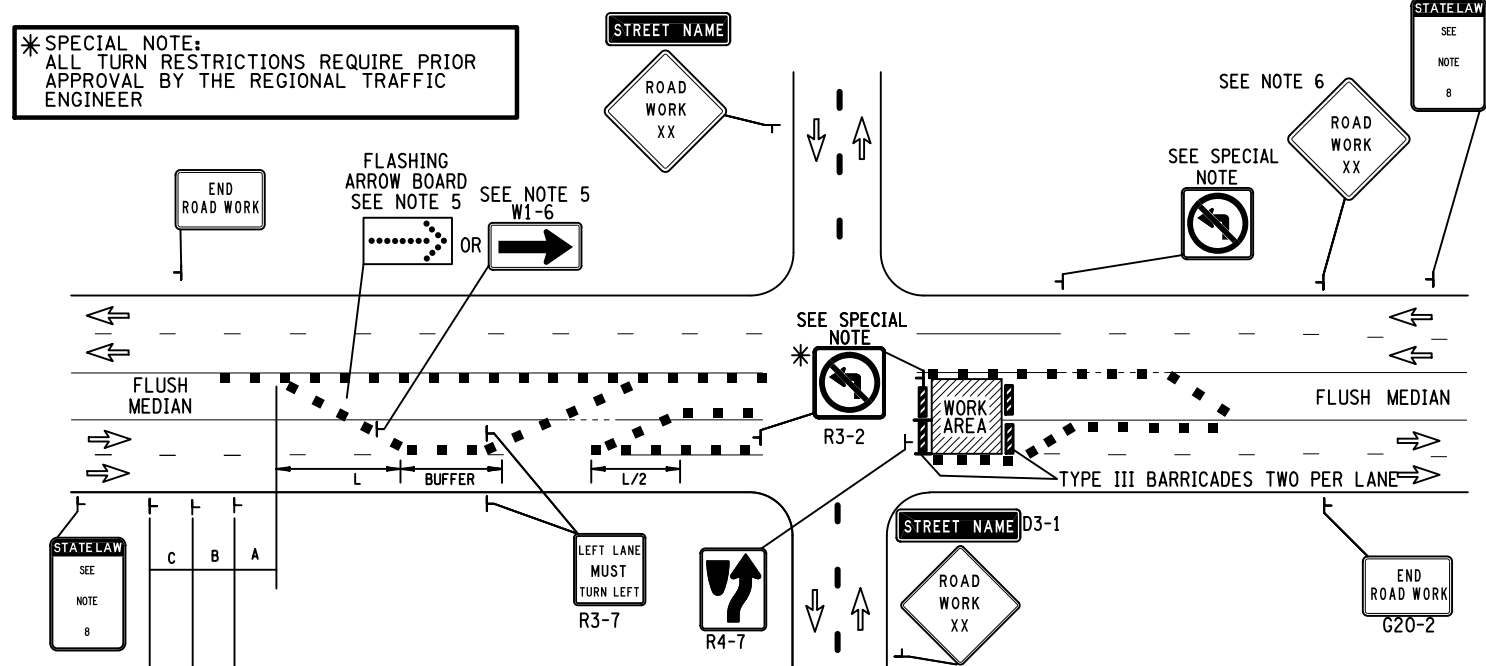 * SPECIAL NOTE:
ALL TURN RESTRICTIONS REQUIRE PRIOR
APPROVAL BY THE REGIONAL TRAFFIC
ENGINEER
STREET NAME
ROAD
WORK
XX
STATE LAW
SEE
NOTE
8
SEE NOTE 6
ROAD
WORK
XX
SEE SPECIAL
NOTE
END
ROAD WORK
FLASHING
ARROW BOARD
SEE NOTE 5
OR
SEE NOTE 5
W1-6
SEE SPECIAL
NOTE
*
R3-2
FLUSH
MEDIAN
WORK
AREA
FLUSH MEDIAN
L
BUFFER
L/2
TYPE III BARRICADES TWO PER LANE
STATE LAW
SEE
NOTE
8
C
B
A
LEFT LANE
MUST
TURN LEFT
R3-7
R4-7
STREET NAME
D3-1
ROAD
WORK
XX
END
ROAD WORK
G20-2